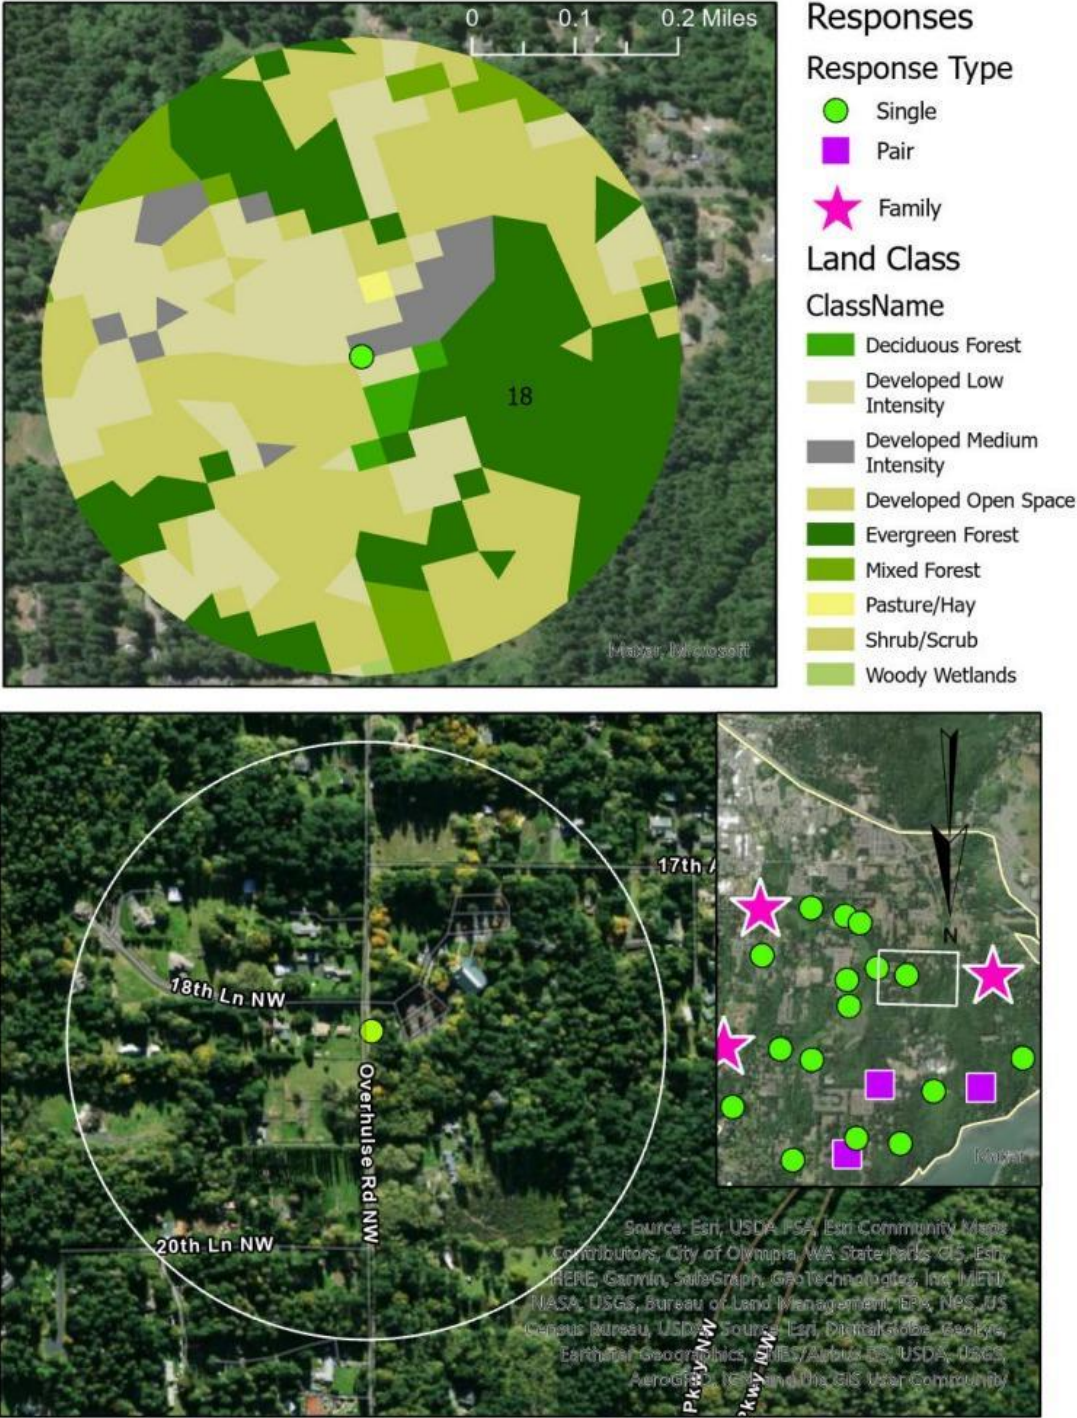 0 0.1 0.2 Miles
18
Maxar, Microsoft
Responses
Response Type
Single
Pair
Family
Land Class
ClassName
Deciduous Forest
Developed Low
Intensity
Developed Medium
Intensity
Developed Open Space
Evergreen Forest
Mixed Forest
Pasture/Hay
Shrub/Scrub
Woody Wetlands
17th A
18th Ln NW
Overhulse Rd NW
20th Ln NW
N
Maxar
Source: Esri, USDA FSA, Esri Community Maps
Contributors, City of Olympia, WA State Parks GIS, Esri,
HERE, Garmin, SafeGraph, GeoTechnologies, Inc, METI/
NASA, USGS, Bureau of Land Management, EPA, NPS, US
Census Bureau, USDA, Source: Esri, DigitalGlobe, GeoEye,
Earthstar Geographics, CNES/Airbus DS, USDA, USGS,
AeroGRID, IGN, and the GIS User Community
Pkwy NW
Pkwy NW